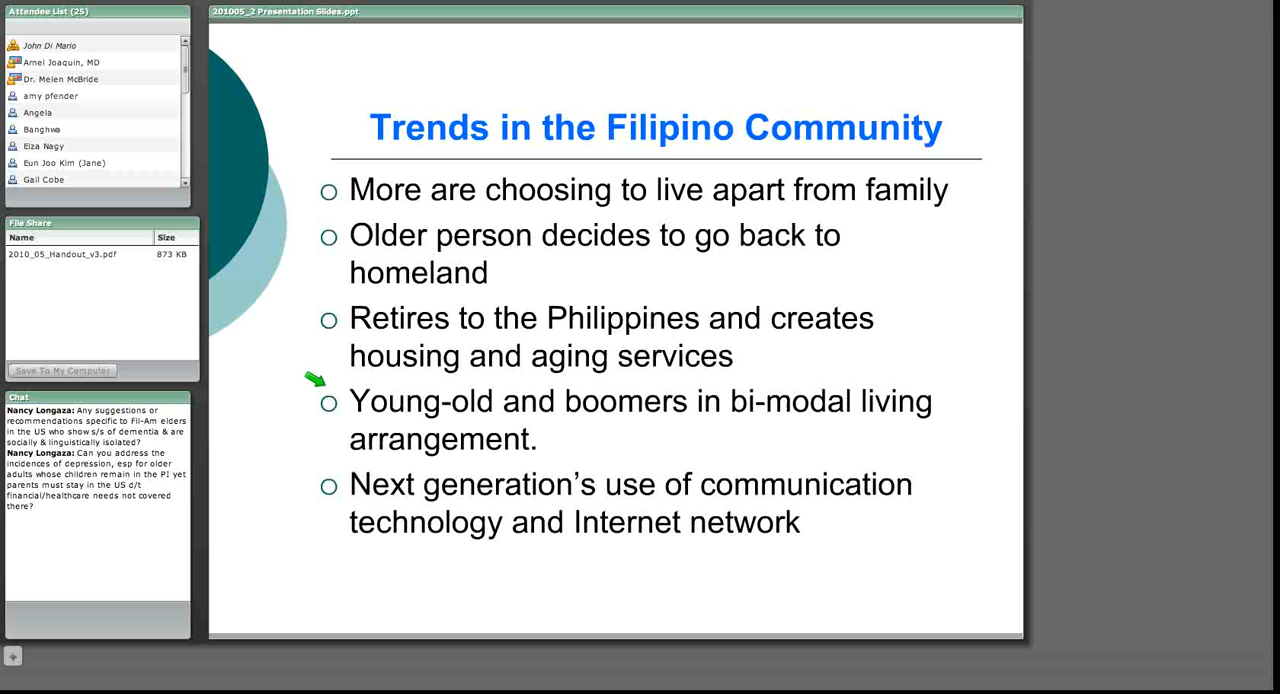 Attendee List (25)
John Di Mario
Arnel Joaquin, MD
Dr. Melen McBride
amy pfender
Angela
Banghwa
Elza Nagy
Eun Joo Kim (Jane)
Gail Cobe
File Share
Name Size
2010_05_Handout_v3.pdf 873 KB
Save To My Computer
Chat
Nancy Longaza: Any suggestions or
recommendations specific to Fil-Am elders
in the US who show s/s of dementia & are
socially & linguistically isolated?
Nancy Longaza: Can you address the
incidences of depression, esp for older
adults whose children remain in the PI yet
parents must stay in the US d/t
financial/healthcare needs not covered
there?
201005_2 Presentation Slides.ppt
Trends in the Filipino Community
More are choosing to live apart from family
Older person decides to go back to
homeland
Retires to the Philippines and creates
housing and aging services
Young-old and boomers in bi-modal living
arrangement.
Next generation’s use of communication
technology and Internet network